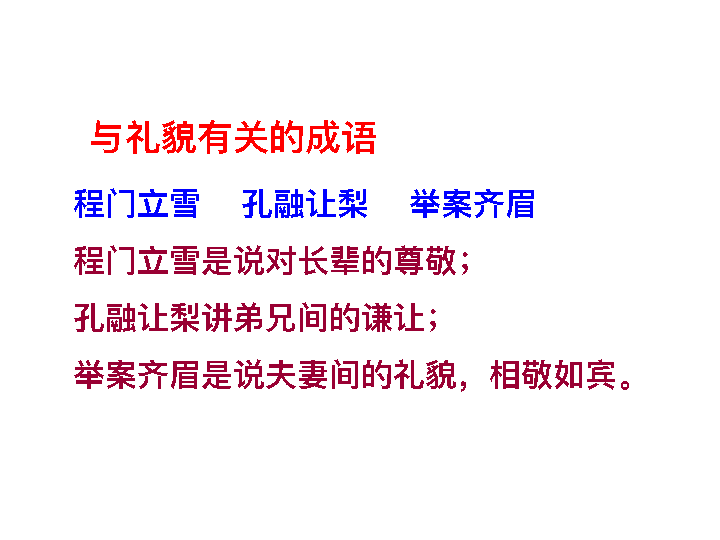 与礼貌有关的成语
程门立雪 孔融让梨 举案齐眉
程门立雪是说对长辈的尊敬；
孔融让梨讲弟兄间的谦让；
举案齐眉是说夫妻间的礼貌，相敬如宾。